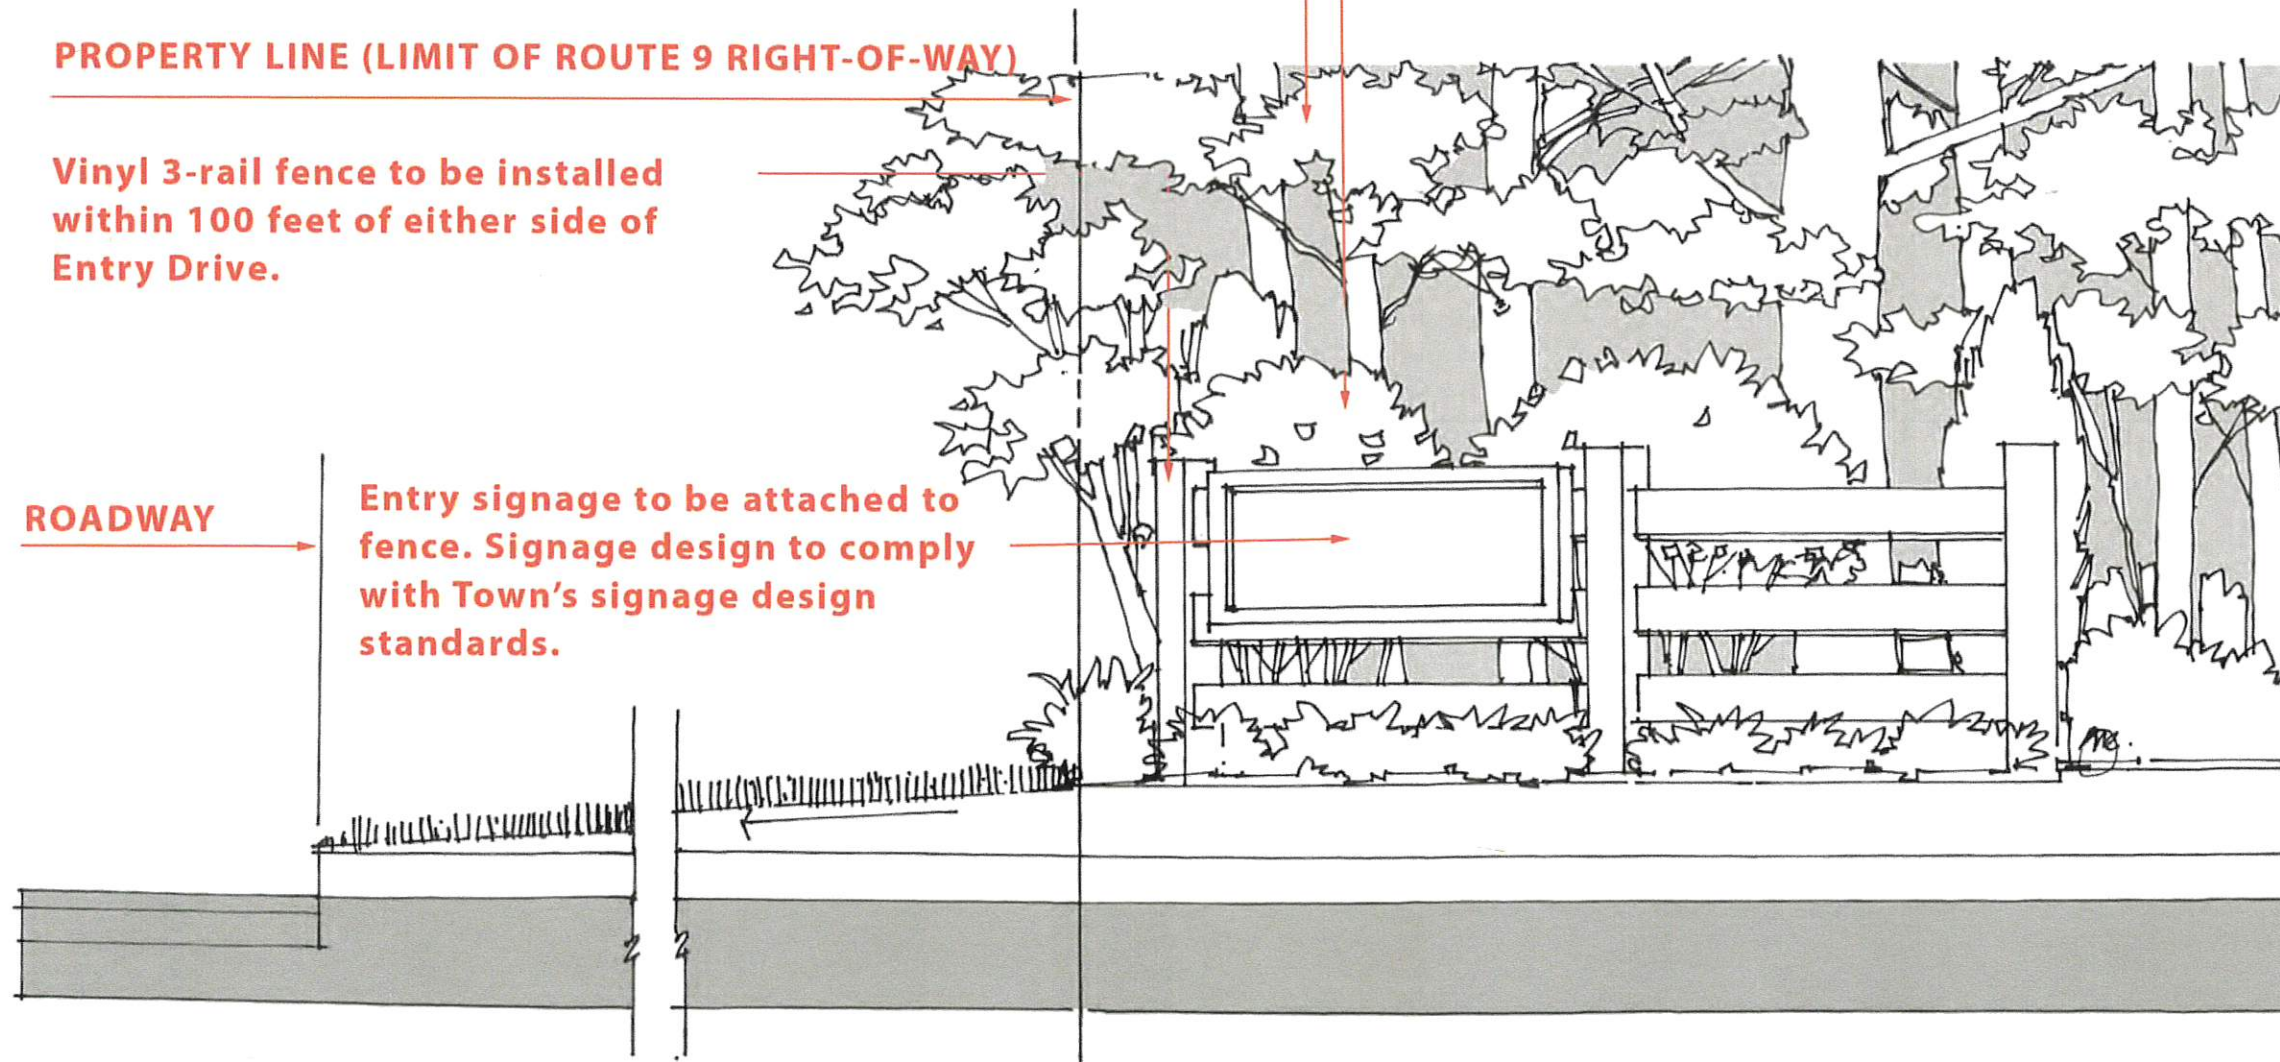 PROPERTY LINE (LIMIT OF ROUTE 9 RIGHT-OF-WAY)
Vinyl 3-rail fence to be installed
within 100 feet of either side of
Entry Drive.
ROADWAY
Entry signage to be attached to
fence. Signage design to comply
with Town's signage design
standards.